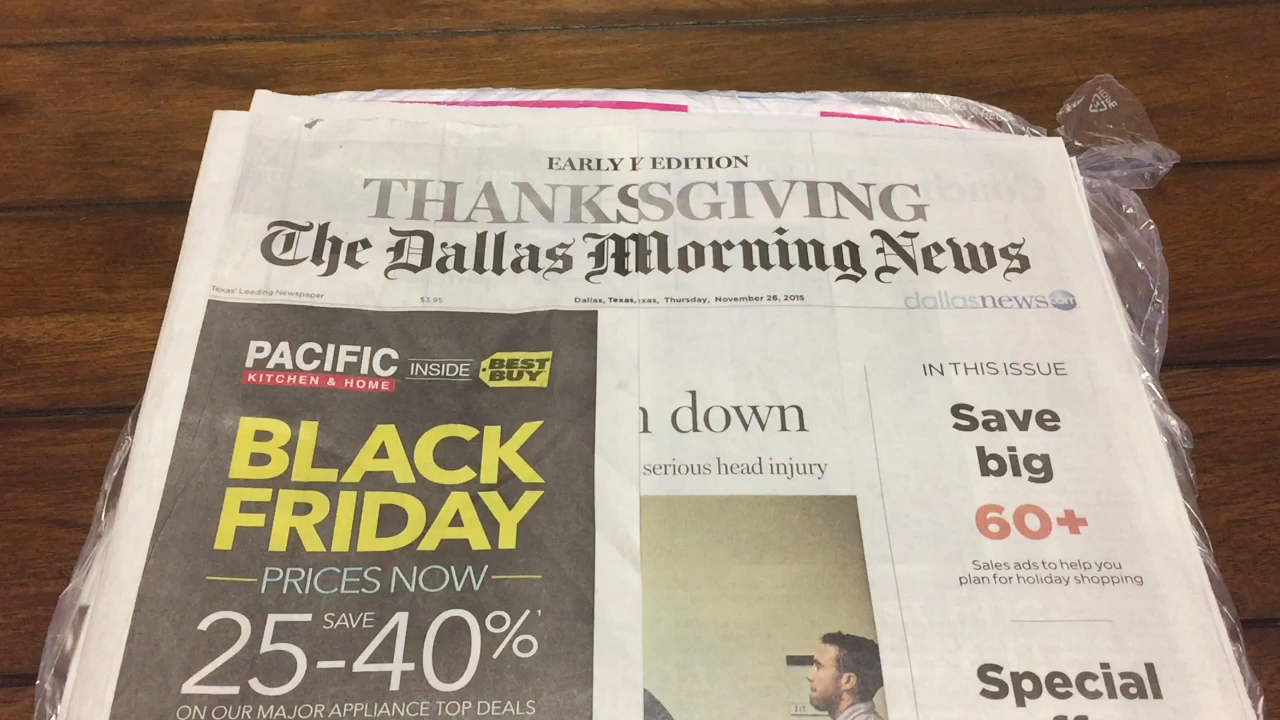 EARLY E EDITION
THANKSSGIVING
The Dallas MMorning News
Texas' Leading Newspaper
$3.95
Dallas, Texas, xas, Thursday, November 26, 2015
dallasnews.com
PACIFIC
KITCHEN & HOME
INSIDE
BEST
BUY
BLACK
FRIDAY
PRICES NOW
SAVE
25-40%
ON OUR MAJOR APPLIANCE TOP DEALS
down
serious head injury
IN THIS ISSUE
Save
big
60+
Sales ads to help you
plan for holiday shopping
Special